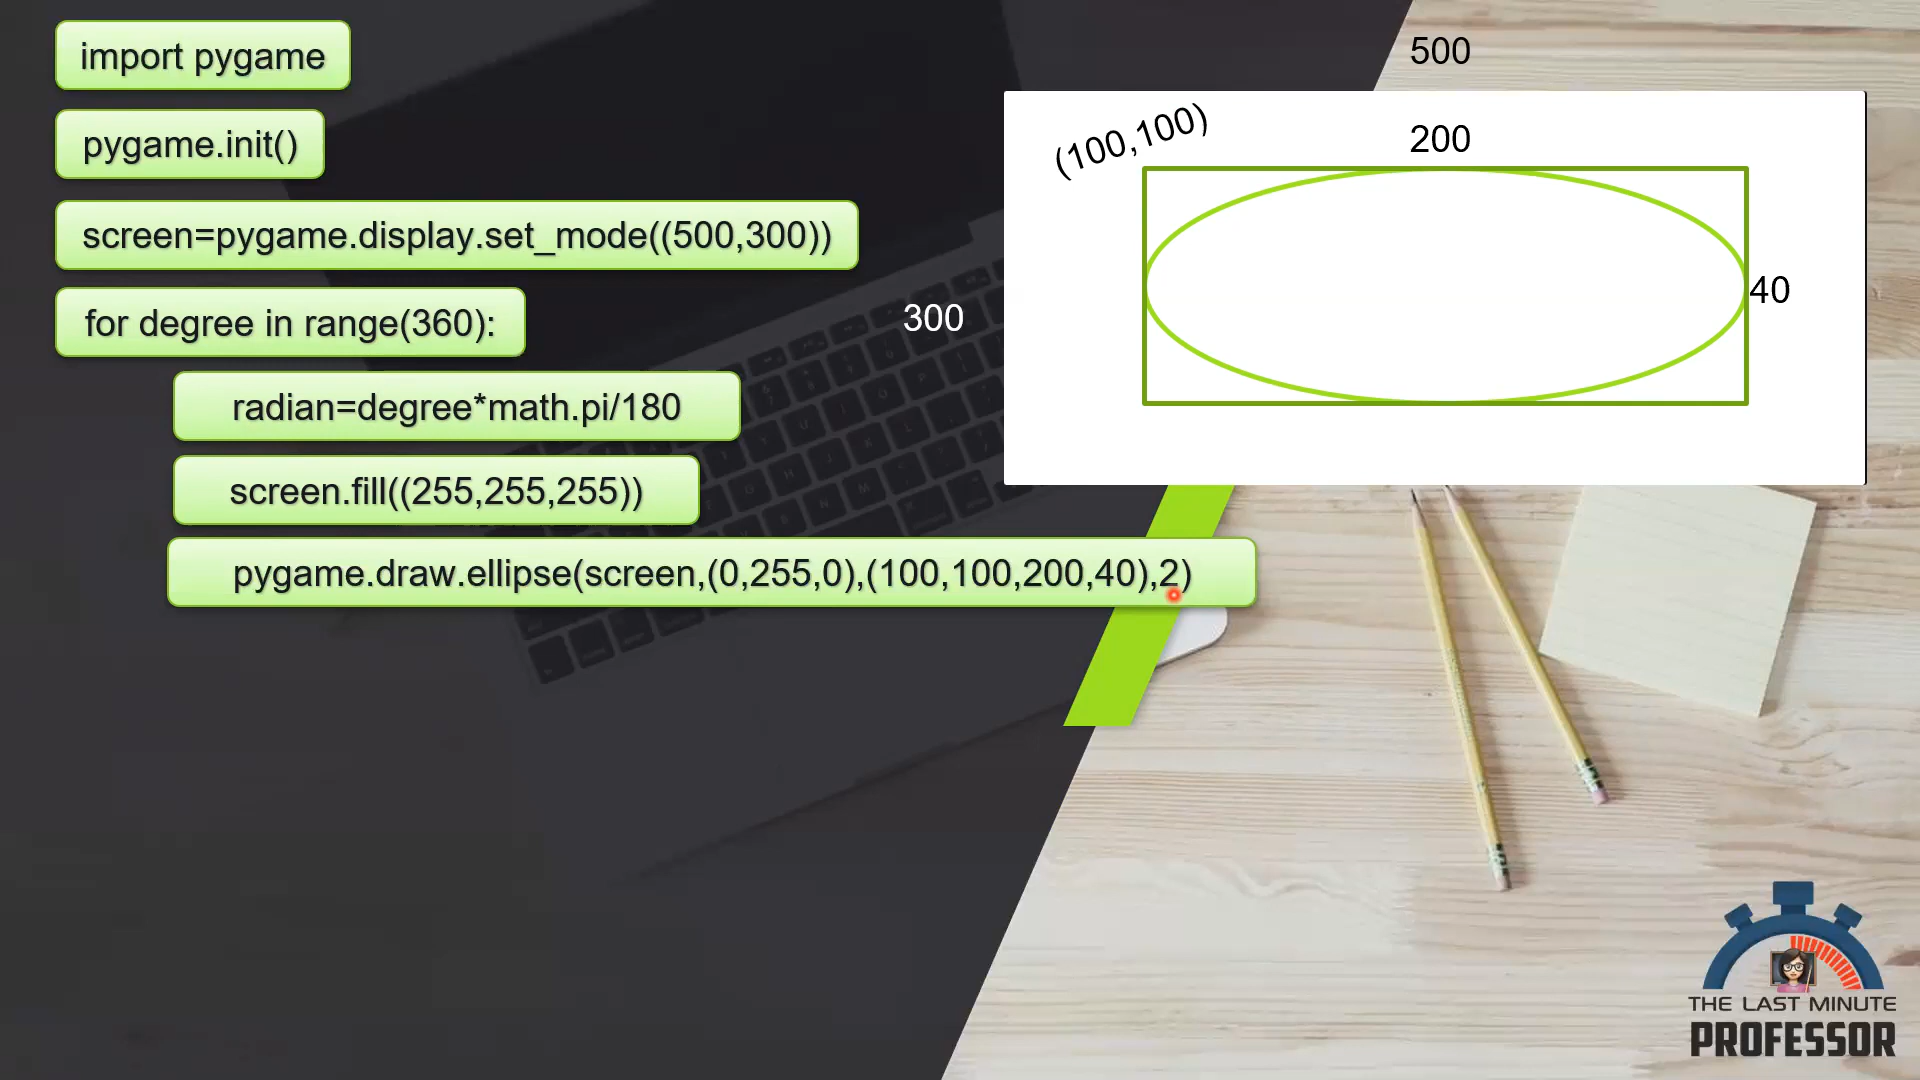 import pygame
pygame.init()
screen=pygame.display.set_mode((500,300))
for degree in range(360):
radian=degree*math.pi/180
screen.fill((255,255,255))
pygame.draw.ellipse(screen,(0,255,0),(100,100,200,40),2)
500
(100,100)
200
40
300
THE LAST MINUTE
PROFESSOR